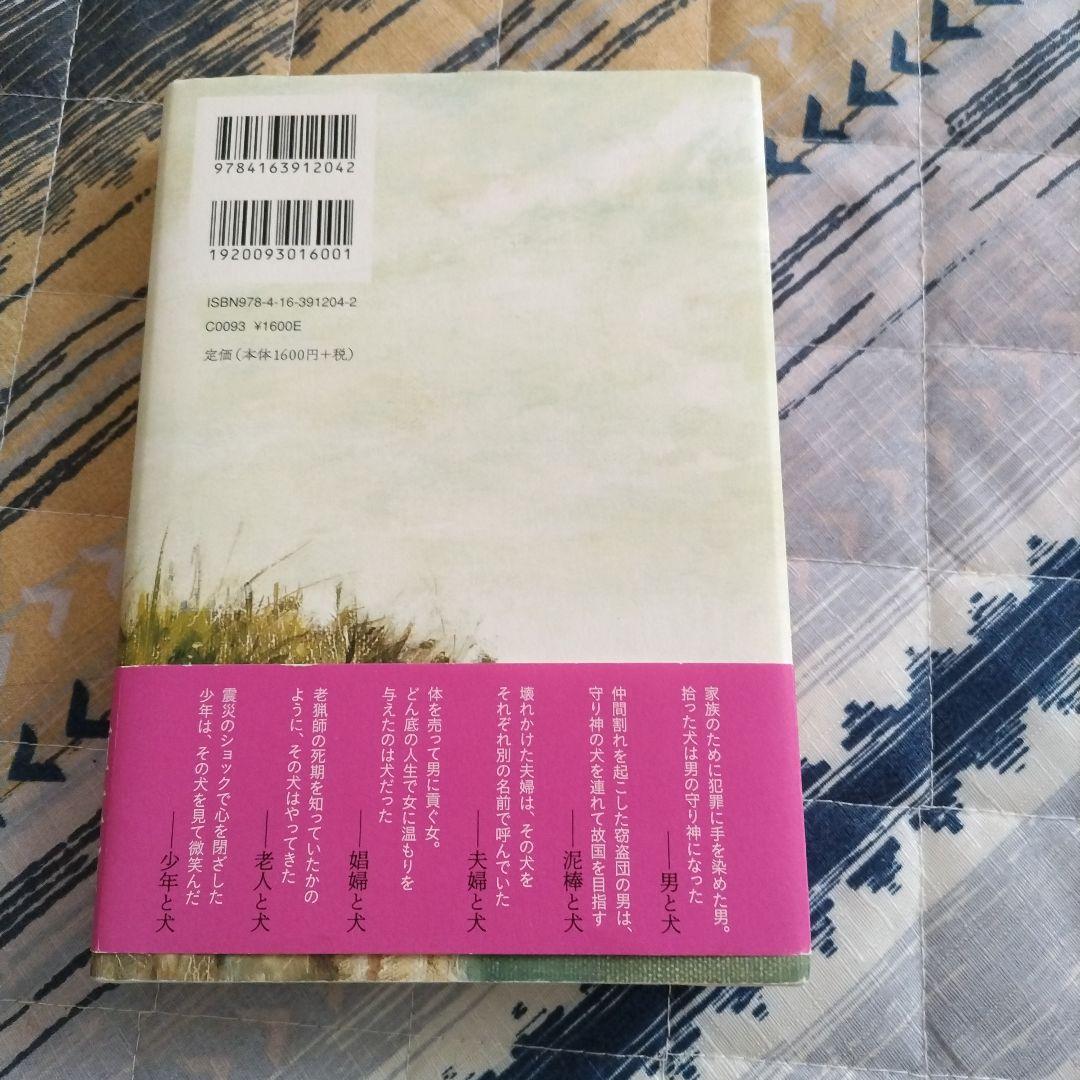 9784163912042
1920093016001
ISBN978-4-16-391204-2
C0093 ¥1600E
定価(本体1600円+税)
家族のために犯罪に手を染めた男。
拾った犬は男の守り神になった
――男と犬
仲間割れを起こした窃盗団の男は、
守り神の犬を連れて故国を目指す
――泥棒と犬
壊れかけた夫婦は、その犬を
それぞれ別の名前で呼んでいた
――夫婦と犬
体を売って男に貢ぐ女。
どん底の人生で女に温もりを
与えたのは犬だった
――娼婦と犬
老猟師の死期を知っていたかの
ように、その犬はやってきた
――老人と犬
震災のショックで心を閉ざした
少年は、その犬を見て微笑んだ
――少年と犬